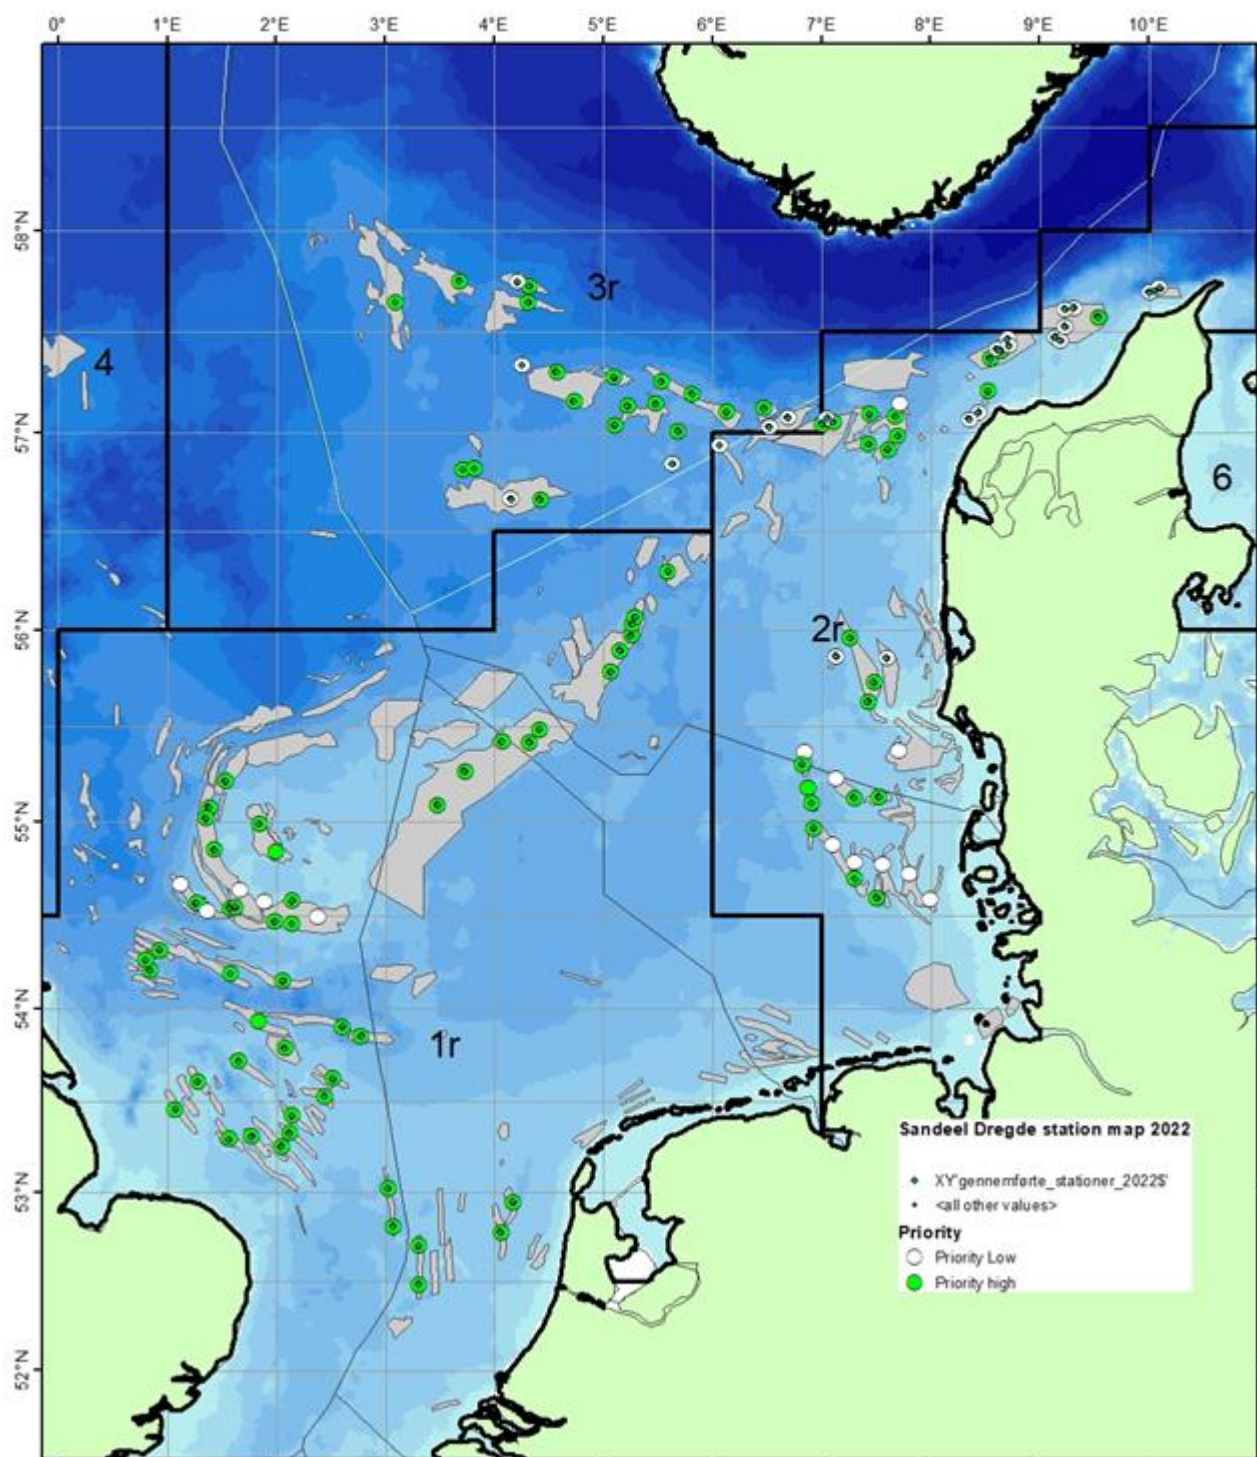 0° 1°E 2°E 3°E 4°E 5°E 6°E 7°E 8°E 9°E 10°E
58°N
3r
4
57°N
6
56°N
2r
55°N
54°N
1r
53°N
52°N
Sandeel Dregde station map 2022
XY'gennemførte_stationer_2022$'
<all other values>
Priority
Priority Low
Priority high